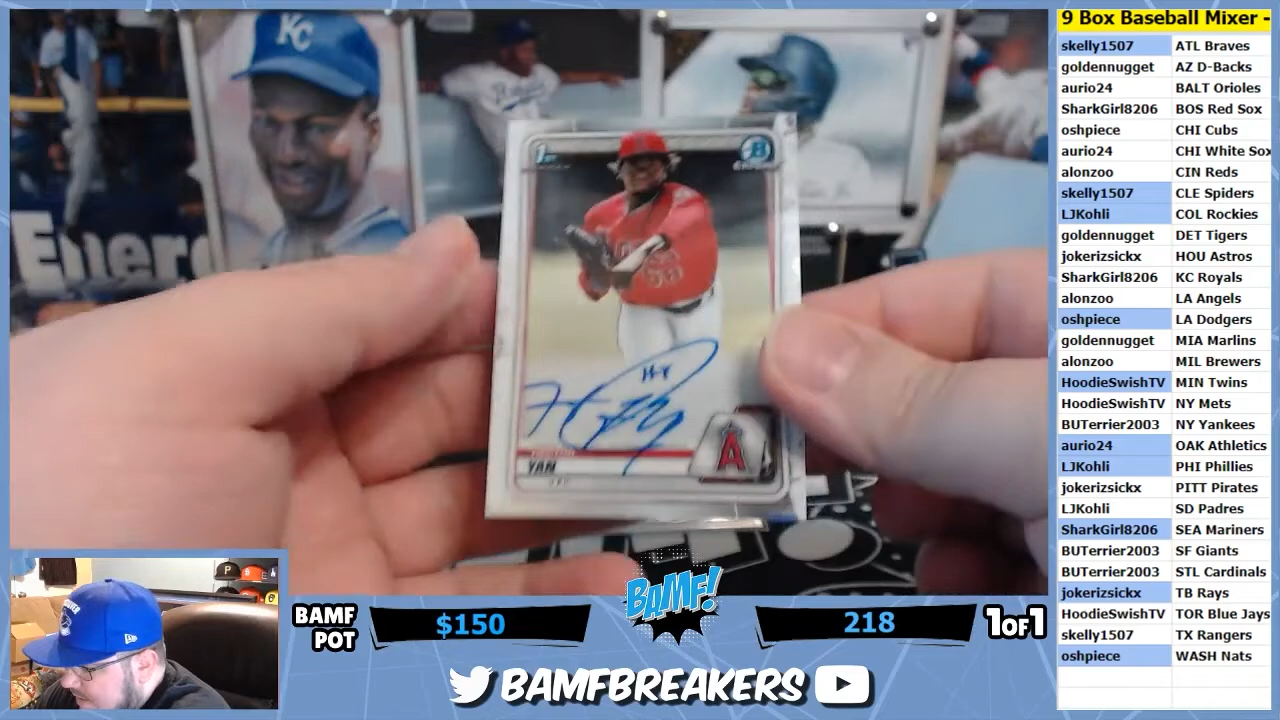 9 Box Baseball Mixer -
skelly1507 ATL Braves
goldennugget AZ D-Backs
aurio24 BALT Orioles
SharkGirl8206 BOS Red Sox
oshpiece CHI Cubs
aurio24 CHI White Sox
alonzoo CIN Reds
skelly1507 CLE Spiders
LJKohli COL Rockies
goldennugget DET Tigers
jokerizsickx HOU Astros
SharkGirl8206 KC Royals
alonzoo LA Angels
oshpiece LA Dodgers
goldennugget MIA Marlins
alonzoo MIL Brewers
HoodieSwishTV MIN Twins
HoodieSwishTV NY Mets
BUTerrier2003 NY Yankees
aurio24 OAK Athletics
LJKohli PHI Phillies
jokerizsickx PITT Pirates
LJKohli SD Padres
SharkGirl8206 SEA Mariners
BUTerrier2003 SF Giants
BUTerrier2003 STL Cardinals
jokerizsickx TB Rays
HoodieSwishTV TOR Blue Jays
skelly1507 TX Rangers
oshpiece WASH Nats
KC
Ener
1st
B
YAN
A
P
BAMF POT
$150
BAMF!
218
1 OF 1
BAMFBREAKERS